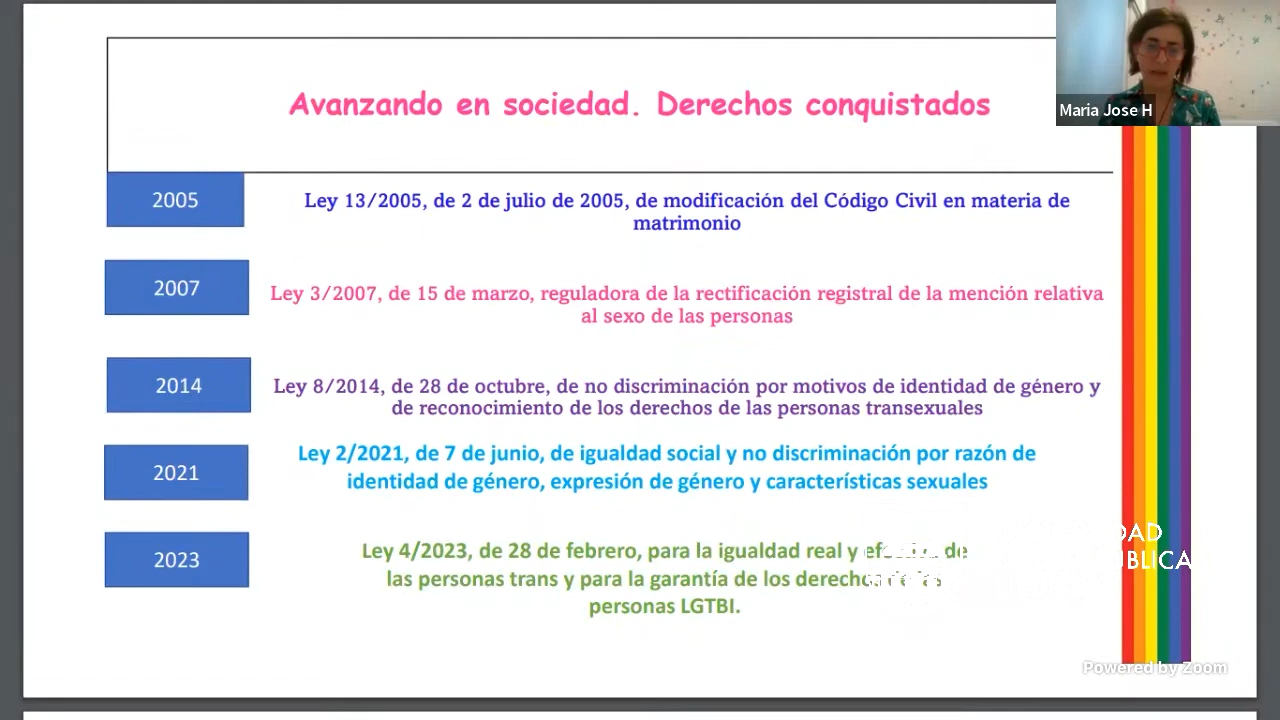 Avanzando en sociedad. Derechos conquistados
Maria Jose H
2005
Ley 13/2005, de 2 de julio de 2005, de modificación del Código Civil en materia de
matrimonio
2007
Ley 3/2007, de 15 de marzo, reguladora de la rectificación registral de la mención relativa
al sexo de las personas
2014
Ley 8/2014, de 28 de octubre, de no discriminación por motivos de identidad de género y
de reconocimiento de los derechos de las personas transexuales
2021
Ley 2/2021, de 7 de junio, de igualdad social y no discriminación por razón de
identidad de género, expresión de género y características sexuales
2023
Ley 4/2023, de 28 de febrero, para la igualdad real y de
las personas trans y para la garantía de los
personas LGTBI.
Powered by Zoom